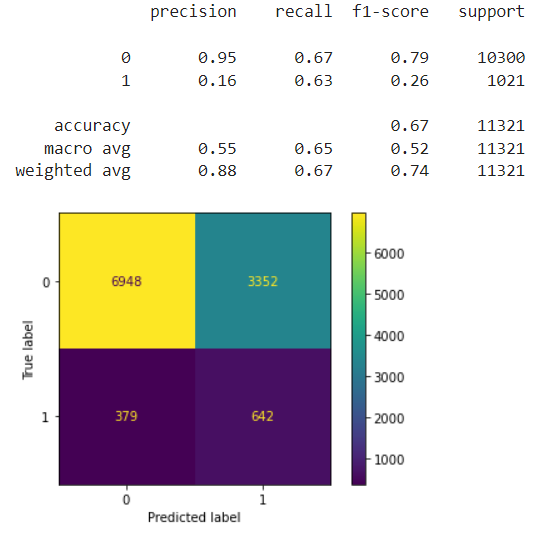 precision recall f1-score support
0 0.95 0.67 0.79 10300
1 0.16 0.63 0.26 1021
accuracy 0.67 11321
macro avg 0.55 0.65 0.52 11321
weighted avg 0.88 0.67 0.74 11321
6948 3352
379 642
0
1
True label
0 1
Predicted label
6000
5000
4000
3000
2000
1000